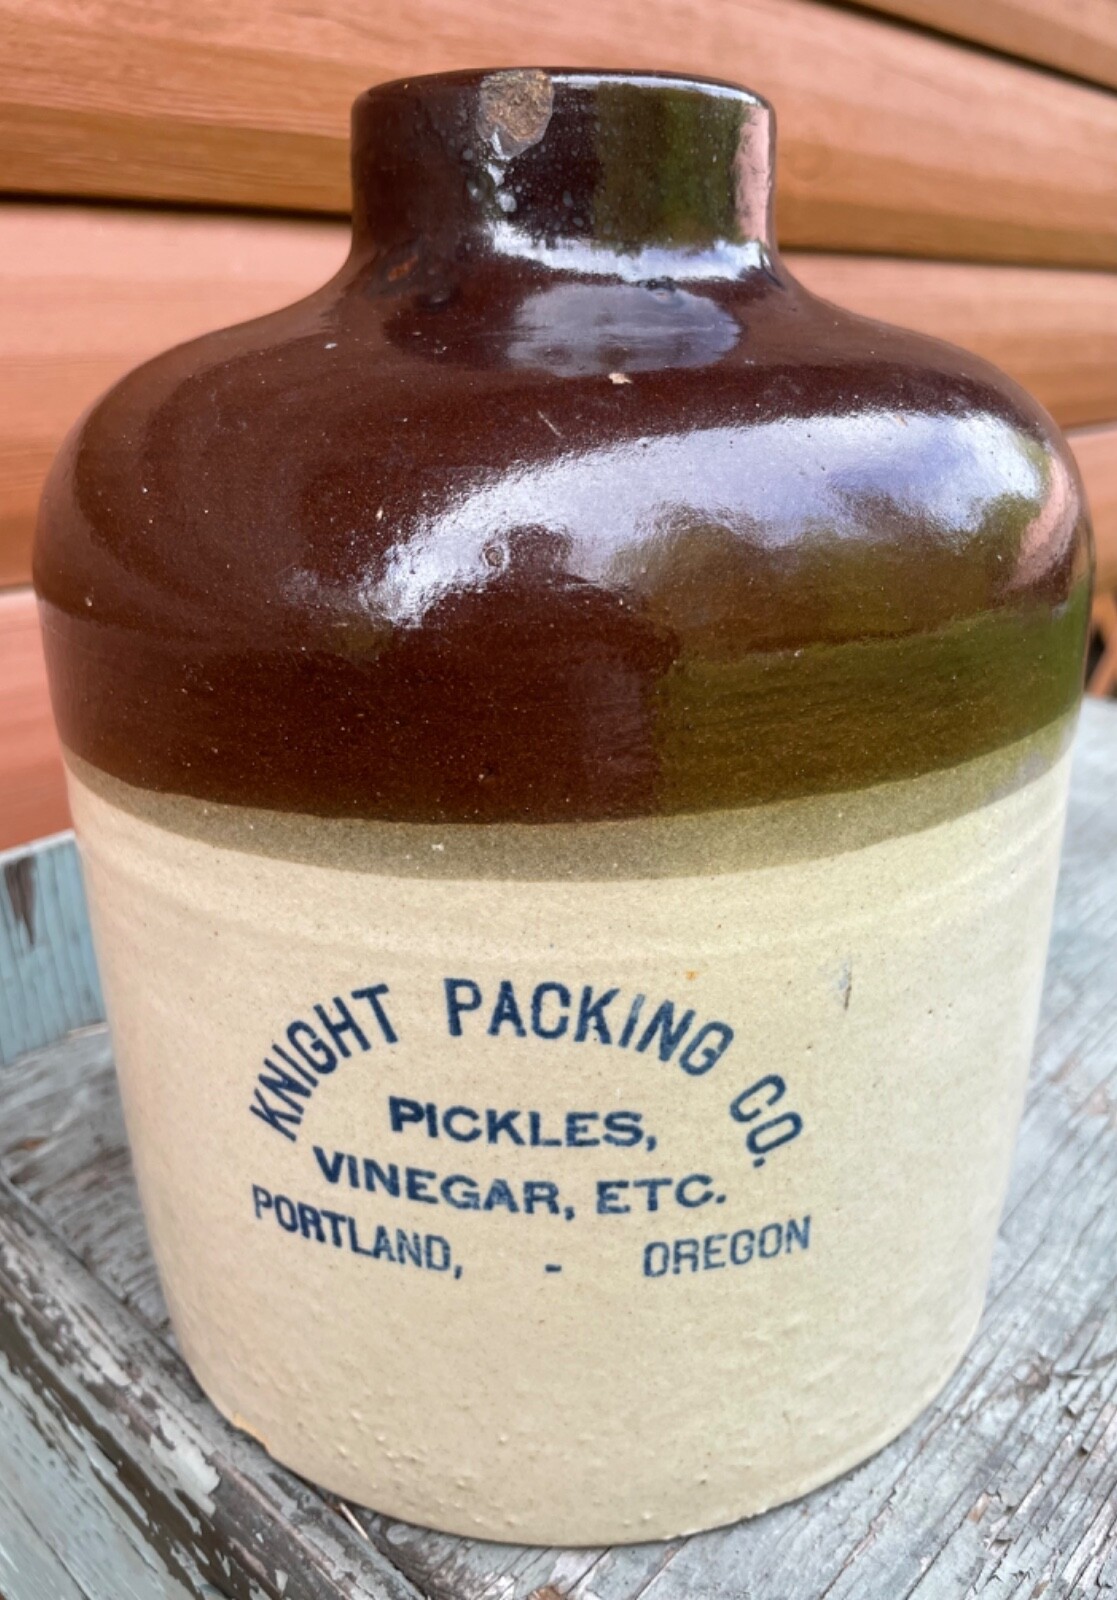 KNIGHT PACKING CO.
PICKLES,
VINEGAR, ETC.
PORTLAND, - OREGON